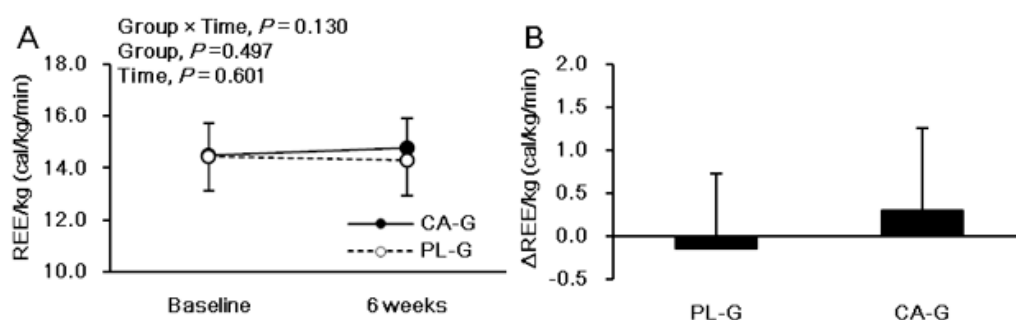 A
Group × Time, P = 0.130
Group, P =0.497
Time, P = 0.601
REE/kg (cal/kg/min)
18.0
16.0
14.0
12.0
10.0
CA-G
PL-G
Baseline 6 weeks
B
ΔREE/kg (cal/kg/min)
2.0
1.5
1.0
0.5
0.0
-0.5
PL-G CA-G